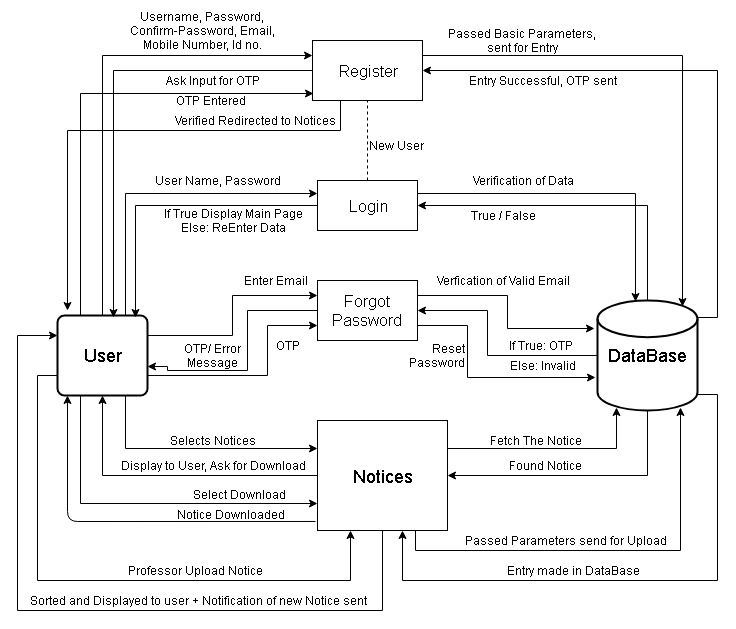 Username, Password,
Confirm-Password, Email,
Mobile Number, Id no.
Passed Basic Parameters,
sent for Entry
Register
Ask Input for OTP
Entry Successful, OTP sent
OTP Entered
Verified Redirected to Notices
New User
User Name, Password
Verification of Data
Login
If True Display Main Page
Else: ReEnter Data
True / False
Enter Email
Verfication of Valid Email
Forgot
Password
OTP/ Error
Message
OTP
Reset
Password
If True: OTP
Else: Invalid
User
DataBase
Selects Notices
Fetch The Notice
Display to User, Ask for Download
Found Notice
Notices
Select Download
Notice Downloaded
Passed Parameters send for Upload
Professor Upload Notice
Entry made in DataBase
Sorted and Displayed to user + Notification of new Notice sent